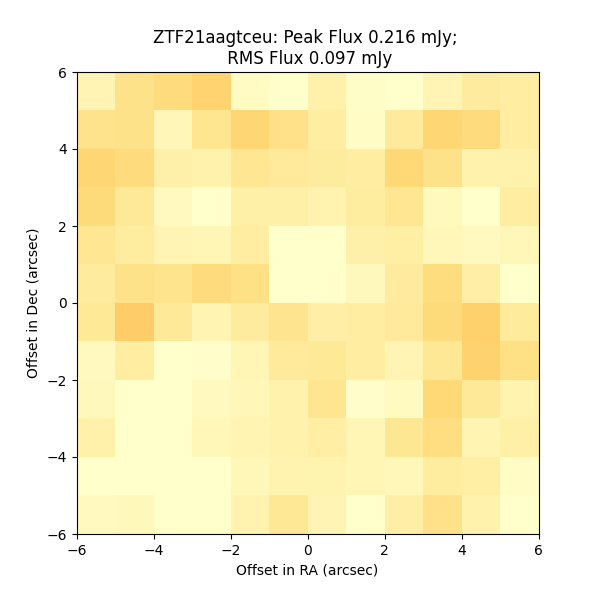 ZTF21aagtceu: Peak Flux 0.216 mJy;
RMS Flux 0.097 mJy
6
4
2
0
−2
−4
−6
Offset in Dec (arcsec)
−6 −4 −2 0 2 4 6
Offset in RA (arcsec)